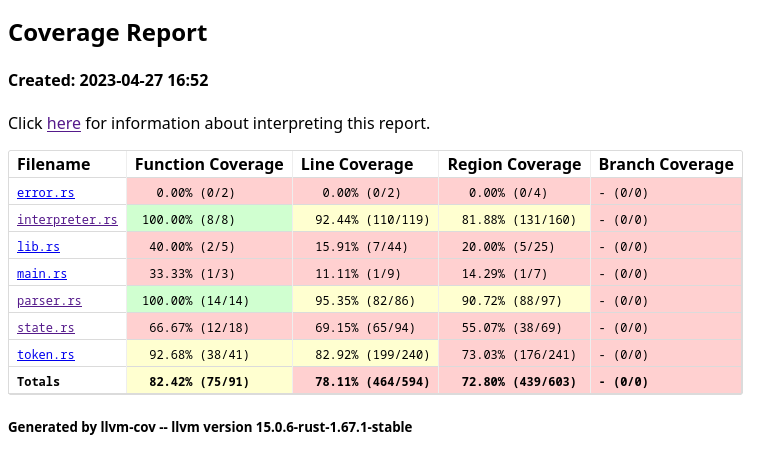 Coverage Report
Created: 2023-04-27 16:52
Click here for information about interpreting this report.
Filename Function Coverage Line Coverage Region Coverage Branch Coverage
error.rs 0.00% (0/2) 0.00% (0/2) 0.00% (0/4) - (0/0)
interpreter.rs 100.00% (8/8) 92.44% (110/119) 81.88% (131/160) - (0/0)
lib.rs 40.00% (2/5) 15.91% (7/44) 20.00% (5/25) - (0/0)
main.rs 33.33% (1/3) 11.11% (1/9) 14.29% (1/7) - (0/0)
parser.rs 100.00% (14/14) 95.35% (82/86) 90.72% (88/97) - (0/0)
state.rs 66.67% (12/18) 69.15% (65/94) 55.07% (38/69) - (0/0)
token.rs 92.68% (38/41) 82.92% (199/240) 73.03% (176/241) - (0/0)
Totals 82.42% (75/91) 78.11% (464/594) 72.80% (439/603) - (0/0)
Generated by llvm-cov -- llvm version 15.0.6-rust-1.67.1-stable